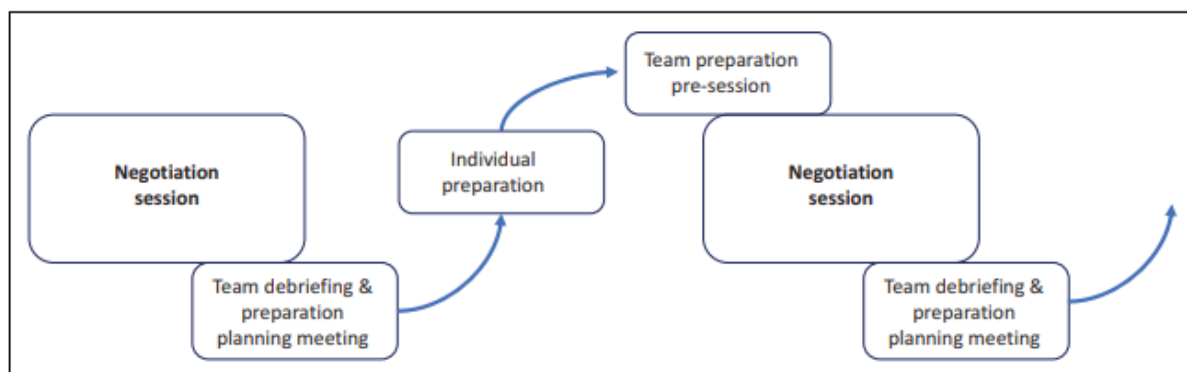 Negotiation
session
Team debriefing &
preparation
planning meeting
Individual
preparation
Team preparation
pre-session
Negotiation
session
Team debriefing &
preparation
planning meeting